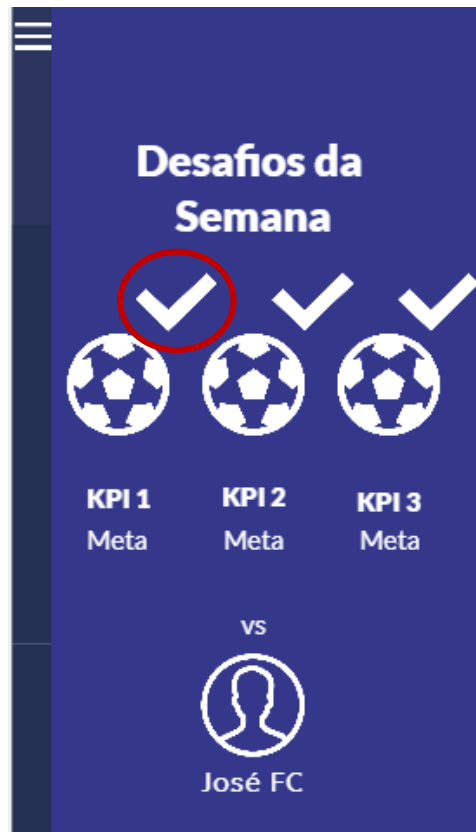 Desafios da
Semana
KPI 1 KPI 2 KPI 3
Meta Meta Meta
vs
José FC